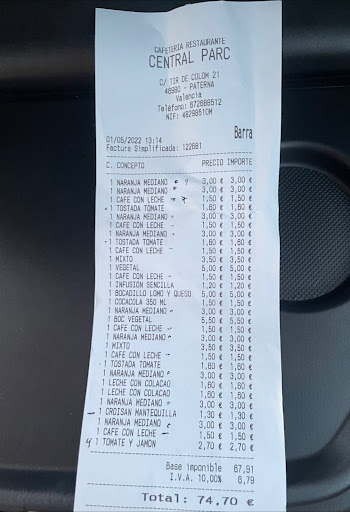 CAFETERIA RESTAURANTE
CENTRAL PARC
C/ TIR DE COLOM 21
46980 - PATERNA
Valencia
Teléfono: 672668512
NIF: 48298510M
Barra
01/05/2022 13:14
Factura Simplificada: 122661
C. CONCEPTO PRECIO IMPORTE
1 NARANJA MEDIANO 3,00 € 3,00 €
1 NARANJA MEDIANO 3,00 € 3,00 €
1 CAFE CON LECHE 1,50 € 1,50 €
1 TOSTADA TOMATE 1,60 € 1,60 €
1 NARANJA MEDIANO 3,00 € 3,00 €
1 CAFE CON LECHE 1,50 € 1,50 €
1 NARANJA MEDIANO 3,00 € 3,00 €
1 TOSTADA TOMATE 1,60 € 1,60 €
1 CAFE CON LECHE 1,50 € 1,50 €
1 MIXTO 3,50 € 3,50 €
1 VEGETAL 5,00 € 5,00 €
1 CAFE CON LECHE 1,50 € 1,50 €
1 INFUSIÓN SENCILLA 1,20 € 1,20 €
1 BOCADILLO LOMO Y QUESO 5,00 € 5,00 €
1 COCACOLA 350 ML 1,50 € 1,50 €
1 NARANJA MEDIANO 3,00 € 3,00 €
1 BOC VEGETAL 5,50 € 5,50 €
1 CAFE CON LECHE 1,50 € 1,50 €
1 NARANJA MEDIANO 3,00 € 3,00 €
1 MIXTO 3,50 € 3,50 €
1 CAFE CON LECHE 1,50 € 1,50 €
1 TOSTADA TOMATE 1,60 € 1,60 €
1 NARANJA MEDIANO 3,00 € 3,00 €
1 LECHE CON COLACAO 1,60 € 1,60 €
1 LECHE CON COLACAO 1,60 € 1,60 €
1 NARANJA MEDIANO 3,00 € 3,00 €
1 CROISAN MANTEQUILLA 1,30 € 1,30 €
1 NARANJA MEDIANO 3,00 € 3,00 €
1 CAFE CON LECHE 1,50 € 1,50 €
4 1 TOMATE Y JAMON 2,70 € 2,70 €
Base imponible 67,91
I.V.A. 10,00% 6,79
Total: 74,70 €